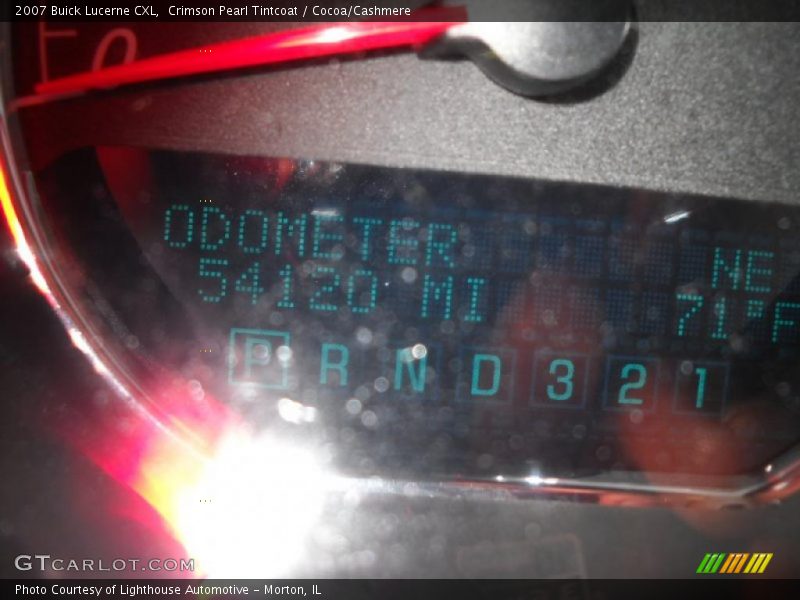 2007 Buick Lucerne CXL,  Crimson Pearl Tintcoat / Cocoa/Cashmere
0
ODOMETER NE
54120 MI 71°F
P R N D 3 2 1
GTCARLOT.COM
Photo Courtesy of Lighthouse Automotive - Morton, IL